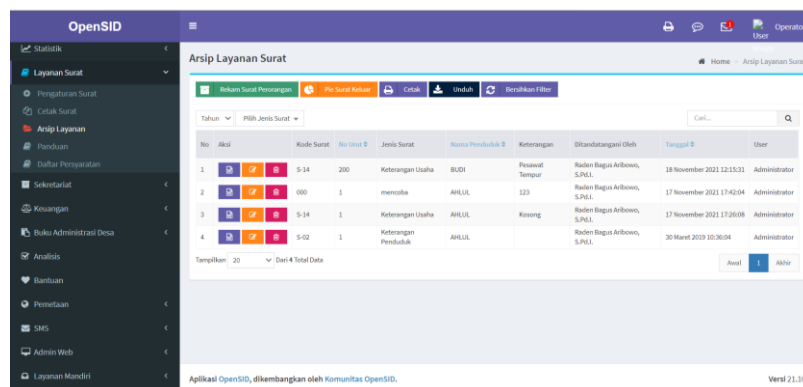 OpenSID
User
Operato
Statistik
Layanan Surat
Pengaturan Surat
Cetak Surat
Arsip Layanan
Panduan
Daftar Persyaratan
Sekretariat
Keuangan
Buku Administrasi Desa
Analisis
Bantuan
Pemetaan
SMS
Admin Web
Layanan Mandiri
Arsip Layanan Surat
Home - Arsip Layanan Sura
Rekam Surat Perorangan Pie Surat Keluar Cetak Unduh Bersihkan Filter
Tahun Pilih Jenis Surat Cari...
No Aksi Kode Surat No Urut Jenis Surat Nama Penduduk Keterangan Ditandatangani Oleh Tanggal User
1 S-14 200 Keterangan Usaha BUDI Pesawat Tempur Raden Bagus Aribowo, S.Pd.I. 18 November 2021 12:15:31 Administrator
2 000 1 mencoba AHLUL 123 Raden Bagus Aribowo, S.Pd.I. 17 November 2021 17:42:04 Administrator
3 S-14 1 Keterangan Usaha AHLUL Kosong Raden Bagus Aribowo, S.Pd.I. 17 November 2021 17:26:08 Administrator
4 S-02 1 Keterangan Penduduk AHLUL Raden Bagus Aribowo, S.Pd.I. 30 Maret 2019 10:36:04 Administrator
Tampilkan 20 Dari 4 Total Data
Awal 1 Akhir
Aplikasi OpenSID, dikembangkan oleh Komunitas OpenSID.
Versi 21.1